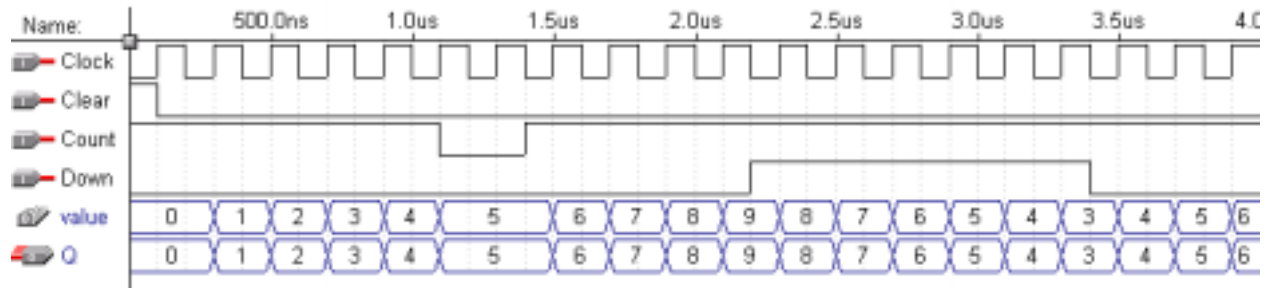 Name: 500.0ns 1.0us 1.5us 2.0us 2.5us 3.0us 3.5us 4.0
Clock
Clear
Count
Down
value 0 1 2 3 4 5 6 7 8 9 8 7 6 5 4 3 4 5 6
Q 0 1 2 3 4 5 6 7 8 9 8 7 6 5 4 3 4 5 6